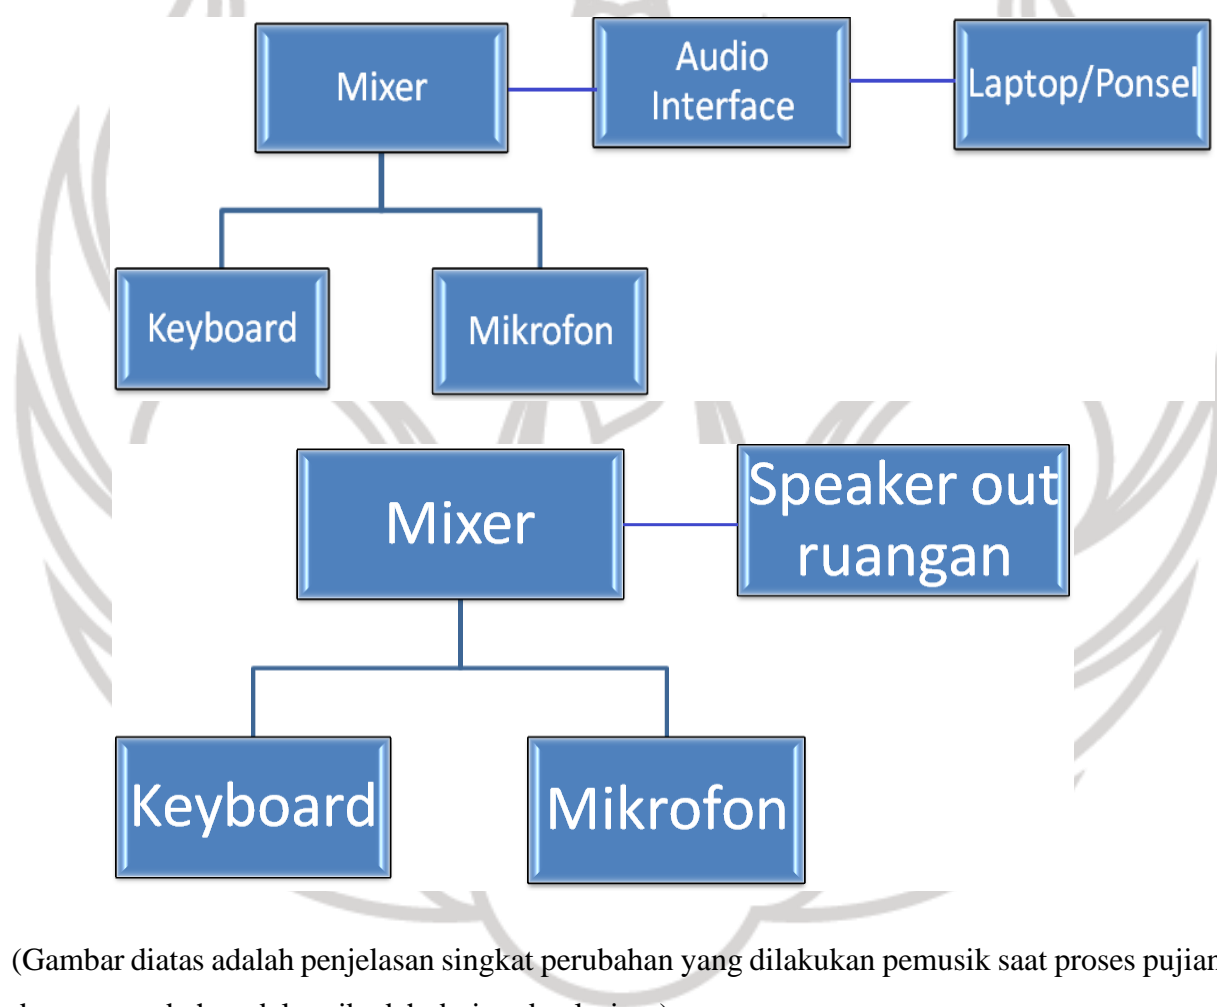 Mixer
Audio
Interface
Laptop/Ponsel
Keyboard
Mikrofon
Mixer
Speaker out
ruangan
Keyboard
Mikrofon
(Gambar diatas adalah penjelasan singkat perubahan yang dilakukan pemusik saat proses pujian